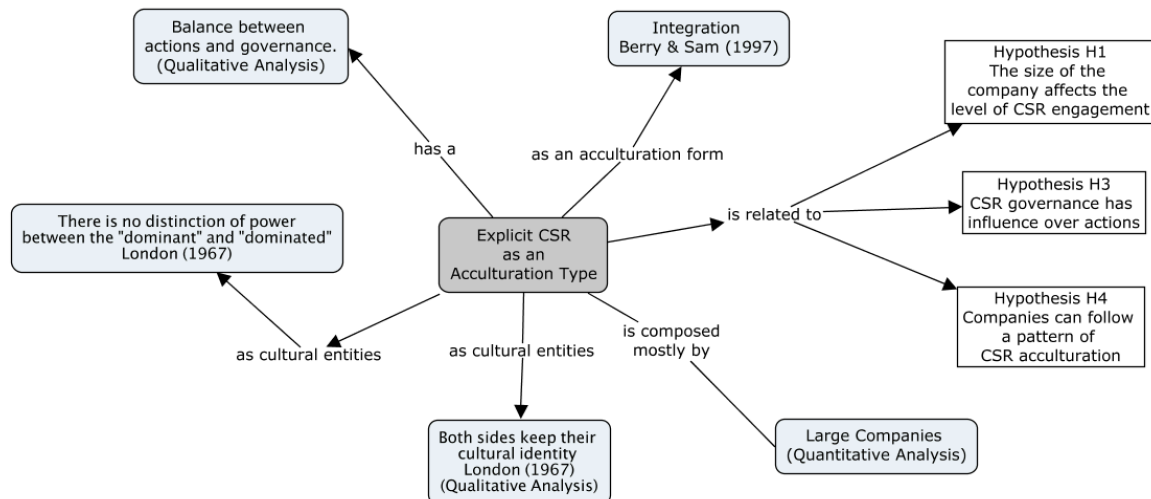 Balance between
actions and governance.
(Qualitative Analysis)
Integration
Berry & Sam (1997)
Hypothesis H1
The size of the
company affects the
level of CSR engagement
has a
as an acculturation form
Hypothesis H3
CSR governance has
influence over actions
is related to
There is no distinction of power
between the "dominant" and "dominated"
London (1967)
Explicit CSR
as an
Acculturation Type
Hypothesis H4
Companies can follow
a pattern of
CSR acculturation
as cultural entities
as cultural entities
is composed
mostly by
Both sides keep their
cultural identity
London (1967)
(Qualitative Analysis)
Large Companies
(Quantitative Analysis)